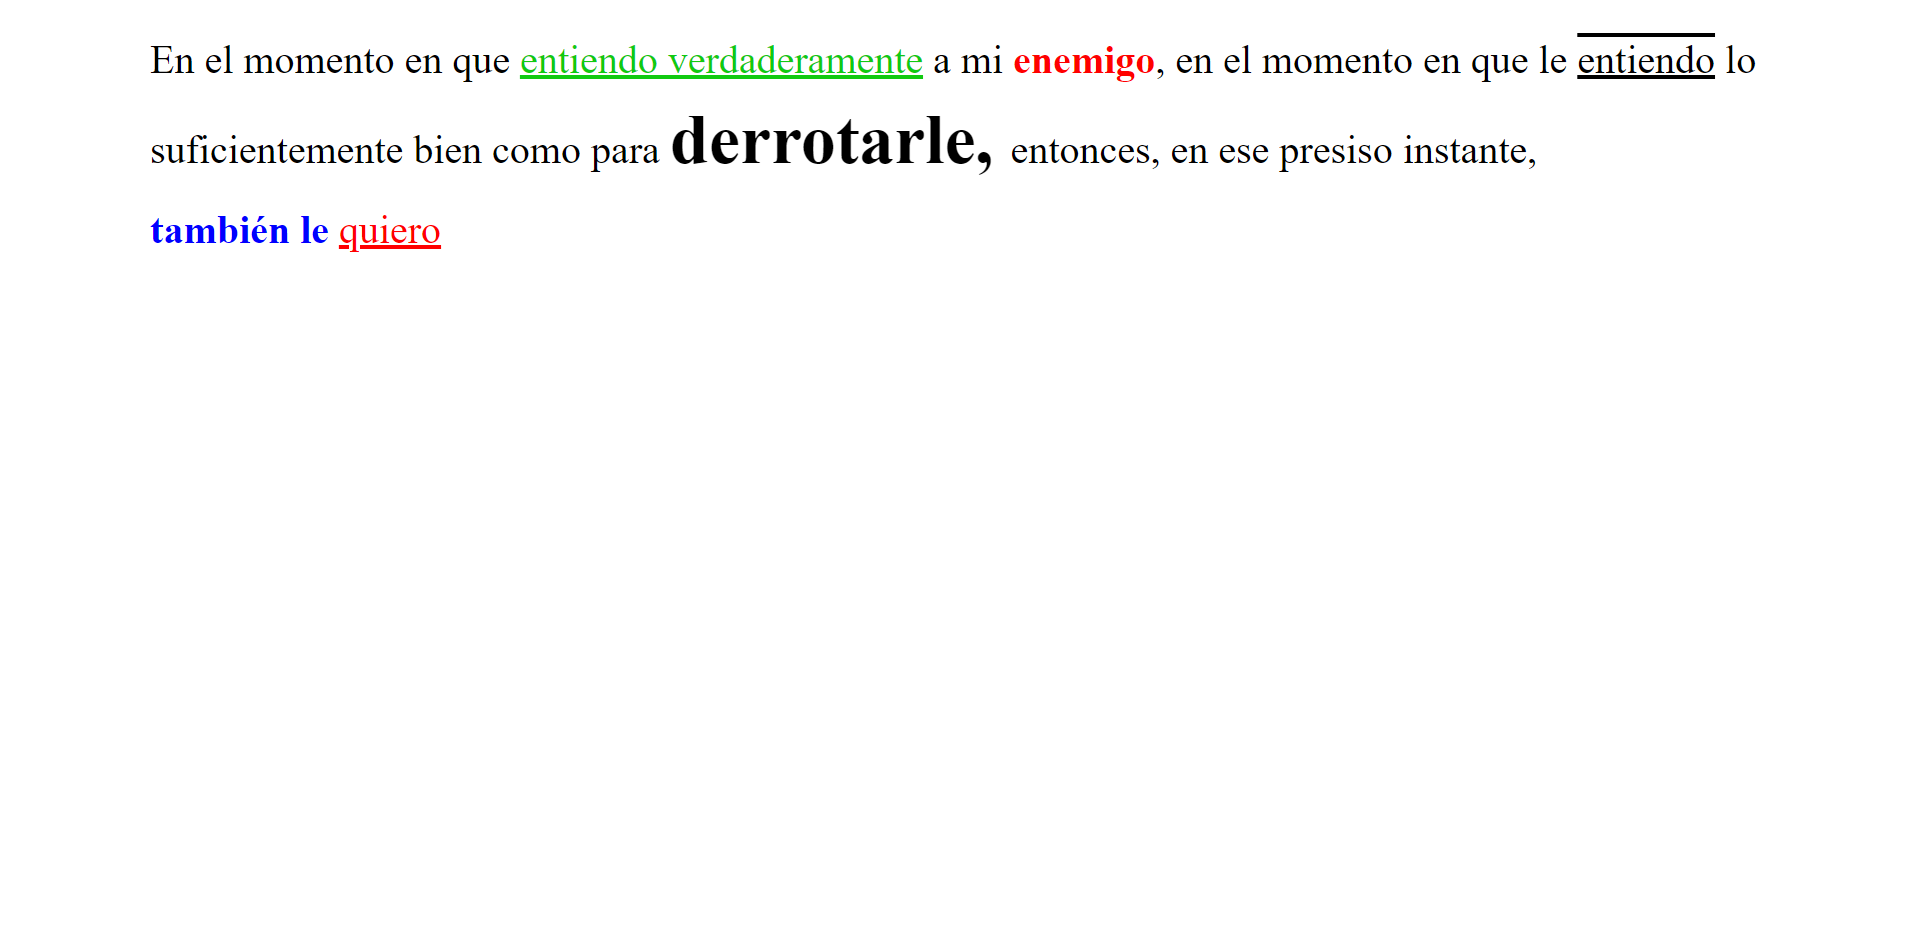 En el momento en que entiendo verdaderamente a mi enemigo, en el momento en que le entiendo lo
suficientemente bien como para derrotarle, entonces, en ese presiso instante,
también le quiero